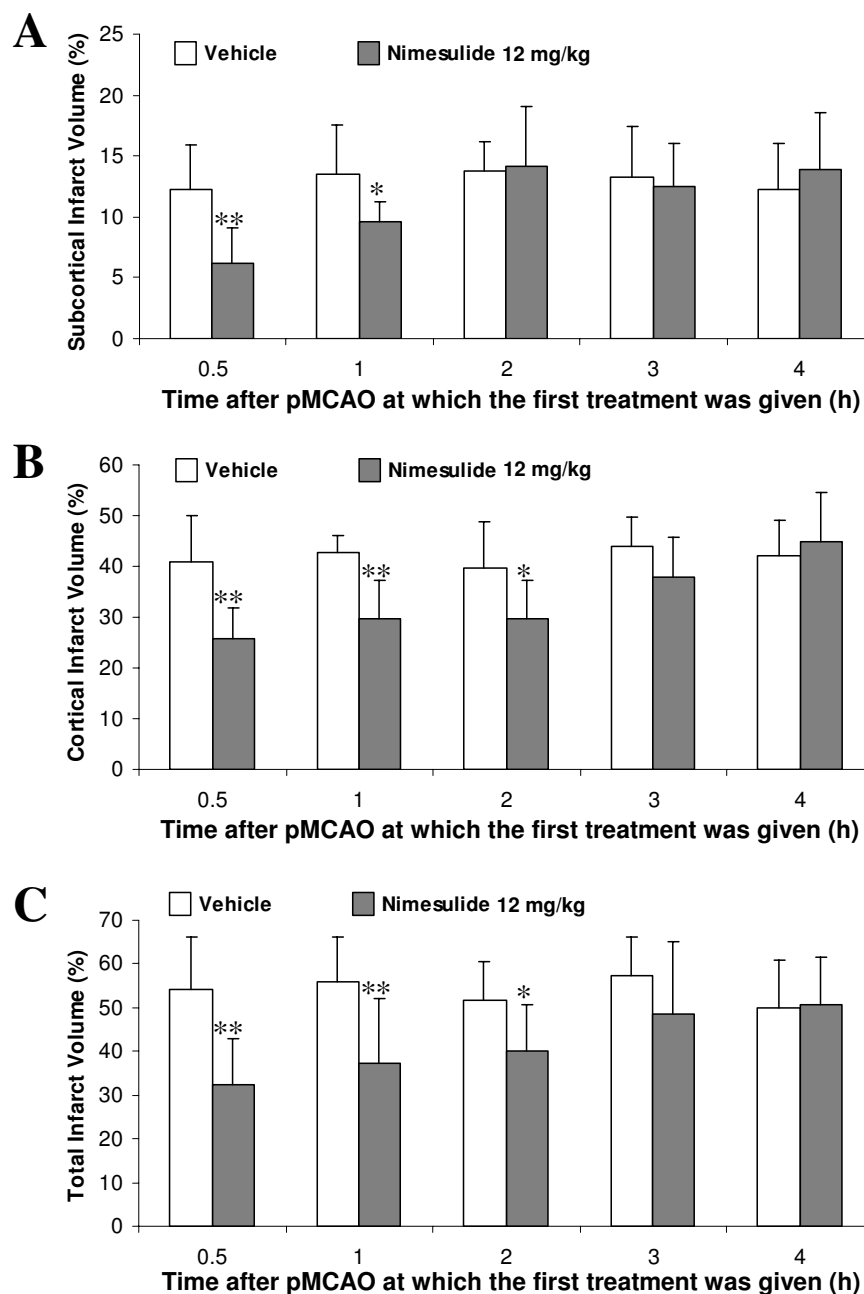 A
Subcortical Infarct Volume (%)
25
20
15
10
5
0
Vehicle
Nimesulide 12 mg/kg
**
*
0.5 1 2 3 4
Time after pMCAO at which the first treatment was given (h)
B
Cortical Infarct Volume (%)
60
50
40
30
20
10
0
Vehicle
Nimesulide 12 mg/kg
**
**
*
0.5 1 2 3 4
Time after pMCAO at which the first treatment was given (h)
C
Total Infarct Volume (%)
70
60
50
40
30
20
10
0
Vehicle
Nimesulide 12 mg/kg
**
**
*
0.5 1 2 3 4
Time after pMCAO at which the first treatment was given (h)